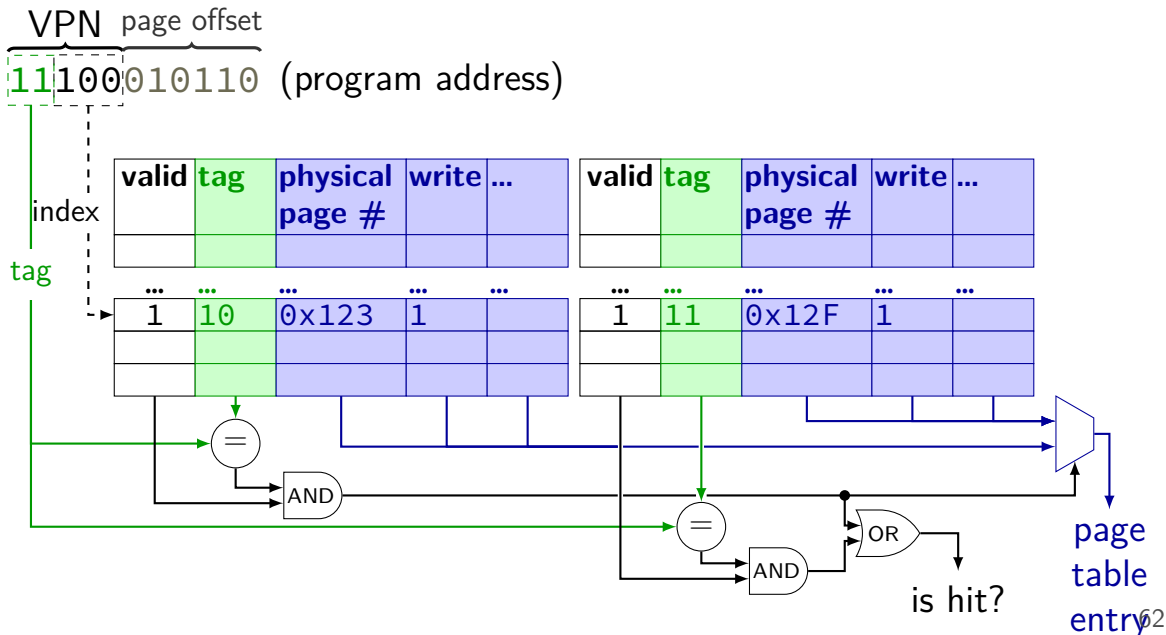 VPN page offset
11100010110 (program address)
valid tag physical page # write ... valid tag physical page # write ...
index
tag
... ... ... ... ... ... ... ... ... ...
1 10 0x123 1 1 11 0x12F 1
=
AND
=
OR
AND
is hit?
page
table
entry
62